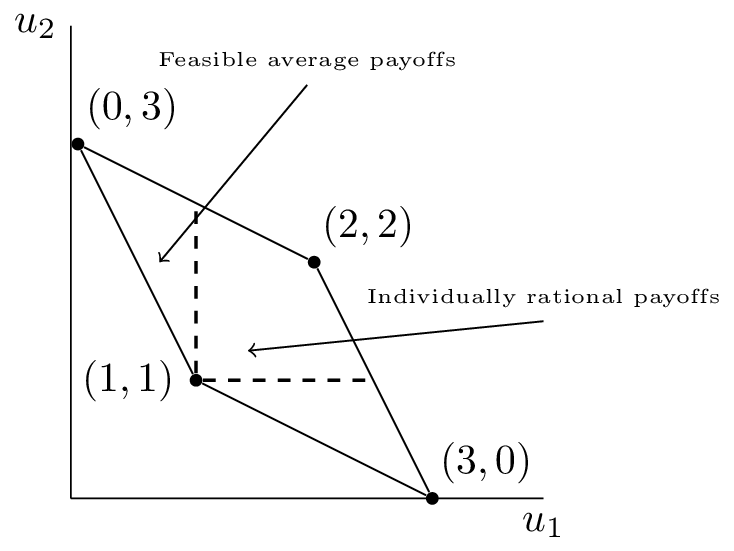 u₂
Feasible average payoffs
(0, 3)
(2, 2)
Individually rational payoffs
(1, 1)
(3, 0)
u₁